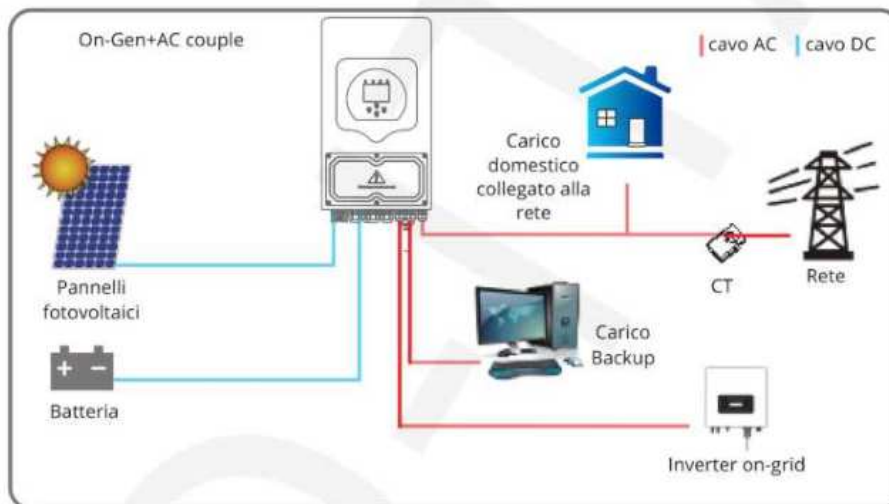 On-Gen+AC couple
cavo AC
cavo DC
Carico
domestico
collegato alla
rete
CT
Rete
Pannelli
fotovoltaici
Carico
Backup
Batteria
Inverter on-grid